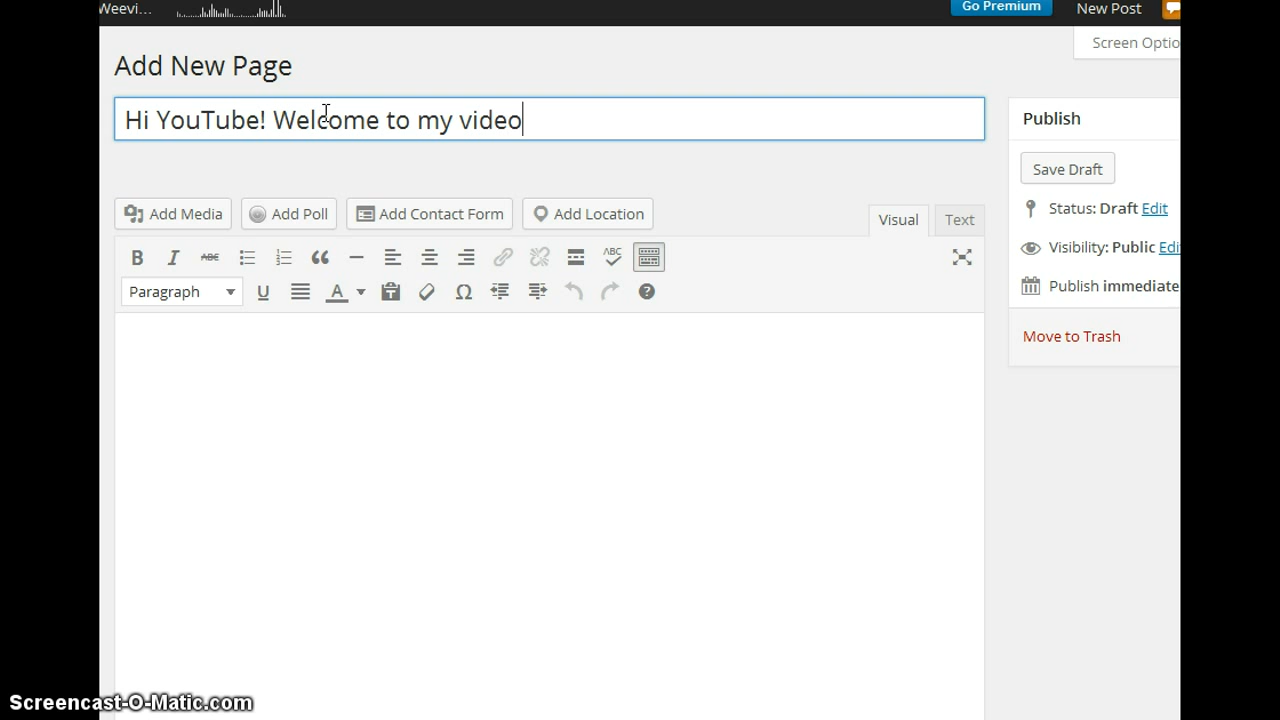 Weevi...
Go Premium
New Post
Screen Optio
Add New Page
Hi YouTube! Welcome to my video
Publish
Save Draft
Add Media
Add Poll
Add Contact Form
Add Location
Visual
Text
Status: Draft Edit
Visibility: Public Edi
Publish immediate
Move to Trash
B I ABC ABC
Paragraph U A Ω ?
Screencast-O-Matic.com